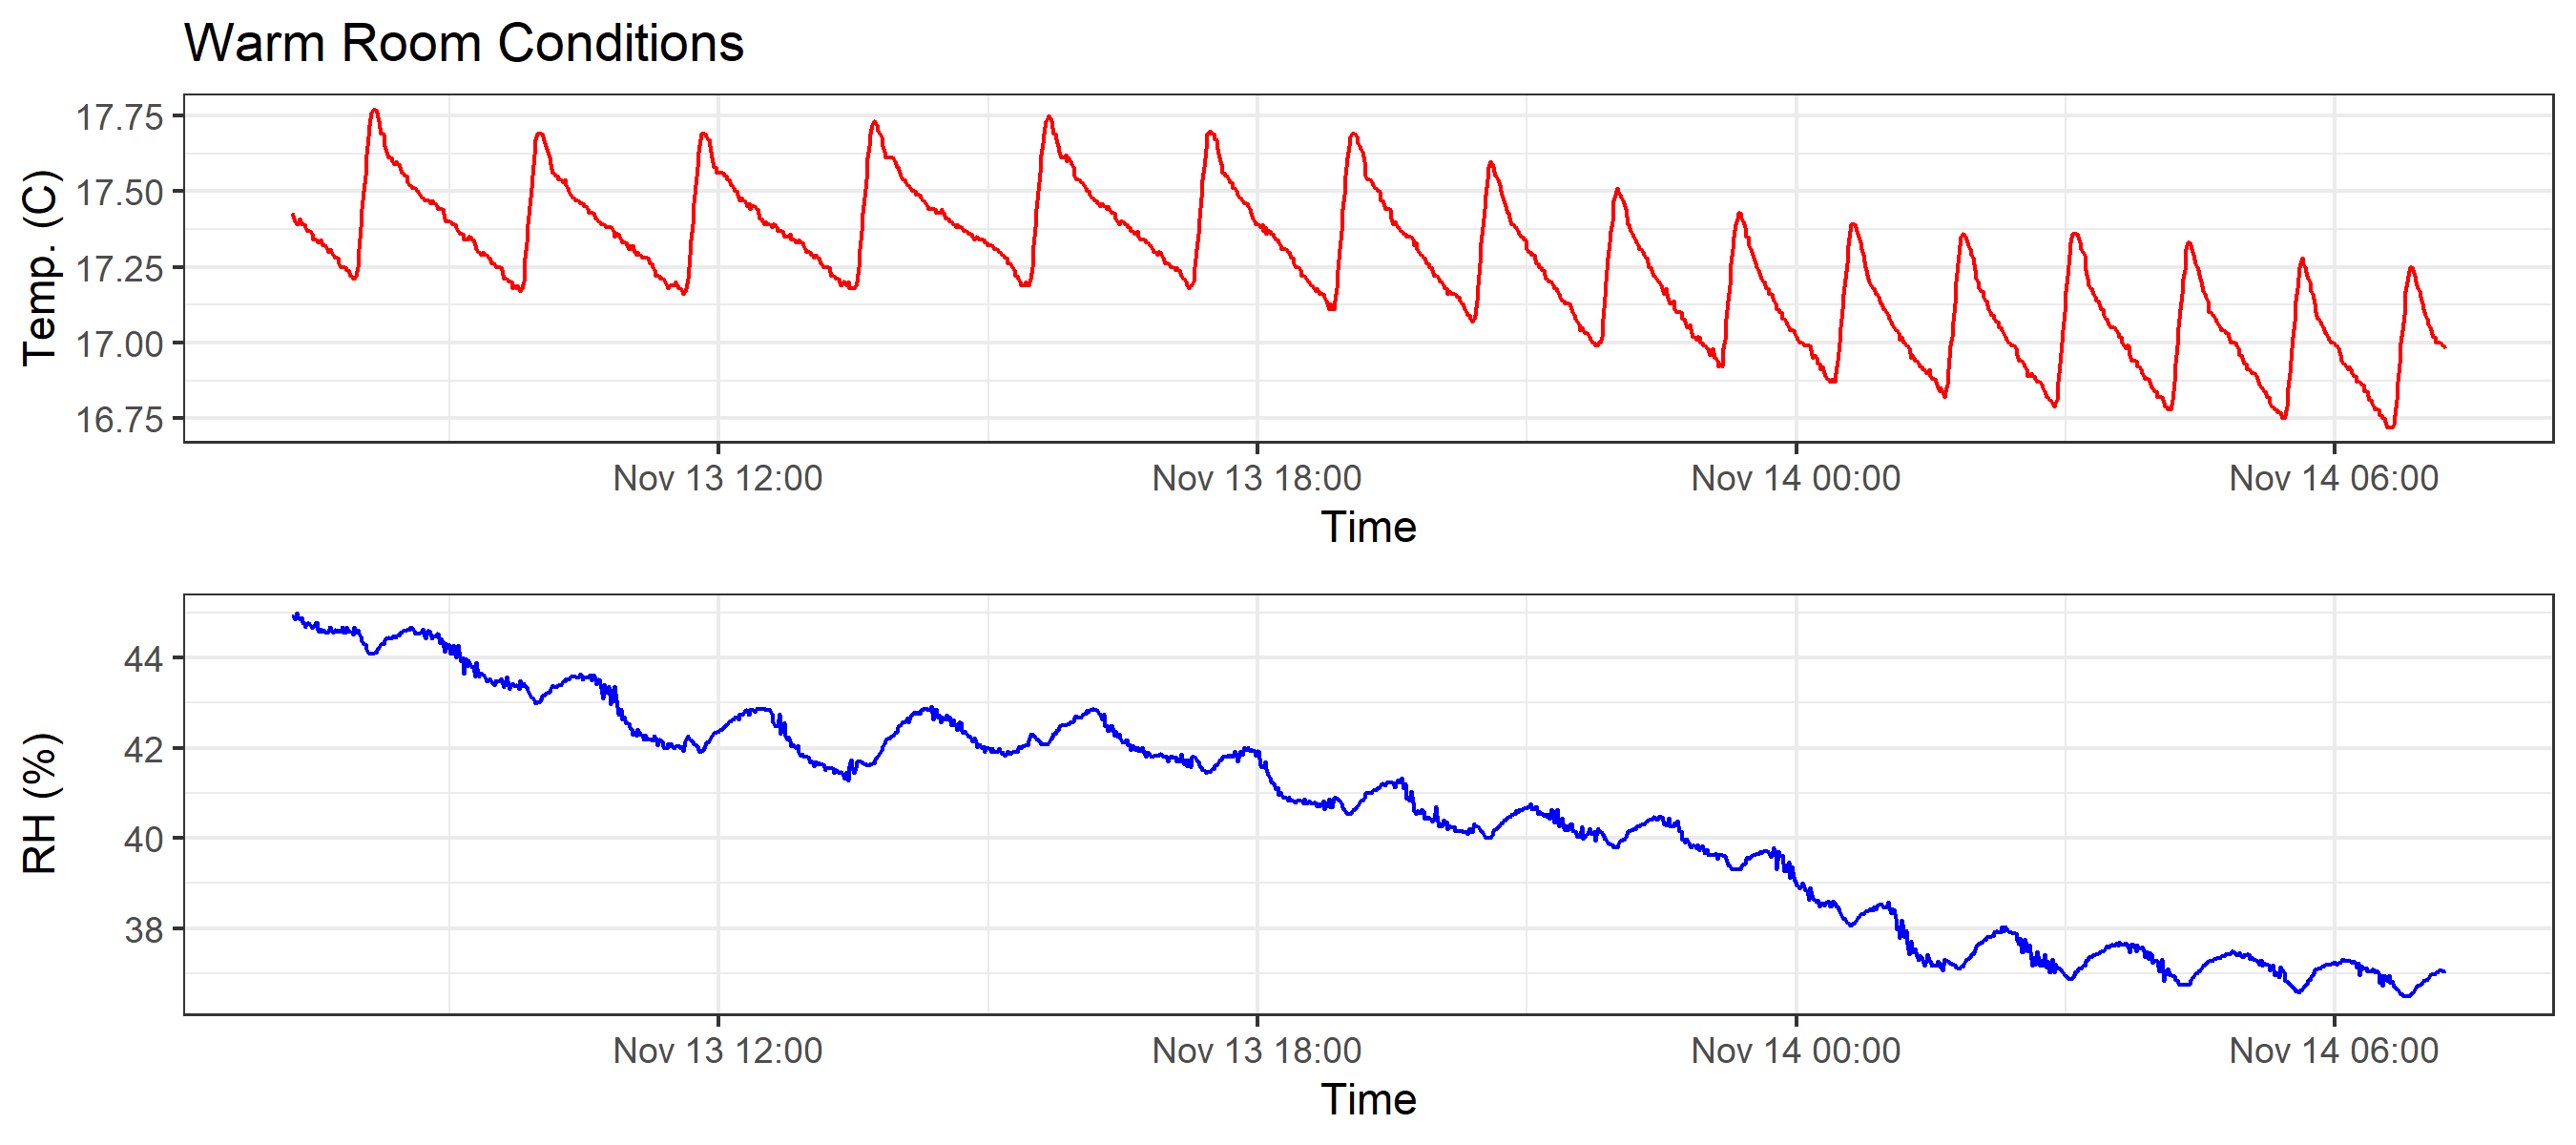 Warm Room Conditions
Temp. (C)
17.75
17.50
17.25
17.00
16.75
Nov 13 12:00 Nov 13 18:00 Nov 14 00:00 Nov 14 06:00
Time
RH (%)
44
42
40
38
Nov 13 12:00 Nov 13 18:00 Nov 14 00:00 Nov 14 06:00
Time